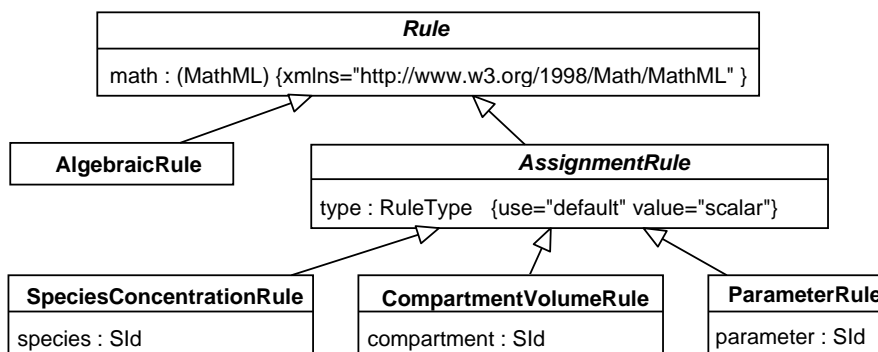 Rule
math : (MathML) {xmlns="http://www.w3.org/1998/Math/MathML" }
AlgebraicRule
AssignmentRule
type : RuleType {use="default" value="scalar"}
SpeciesConcentrationRule
species : SId
CompartmentVolumeRule
compartment : SId
ParameterRule
parameter : SId